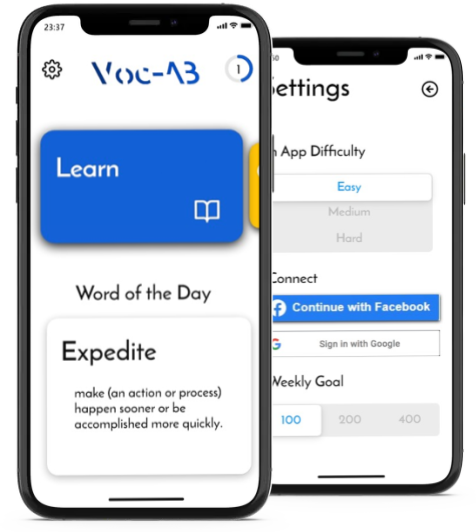 23:37
Voc-AB
1
Learn
Word of the Day
Expedite
make (an action or process)
happen sooner or be
accomplished more quickly.
Settings
App Difficulty
Easy
Medium
Hard
Connect
Continue with Facebook
Sign in with Google
Weekly Goal
100
200
400